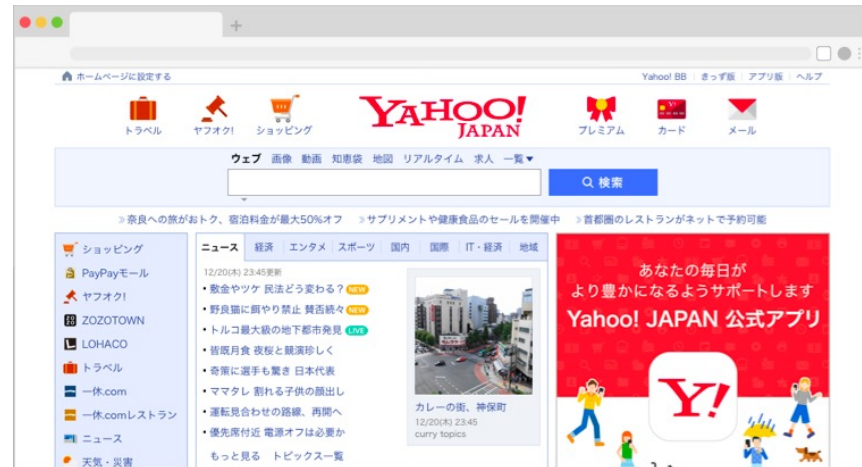 ホームページに設定する
Yahoo! BB きっず版 アプリ版 ヘルプ
トラベル ヤフオク! ショッピング
YAHOO!
JAPAN
プレミアム カード メール
ウェブ 画像 動画 知恵袋 地図 リアルタイム 求人 一覧▼
検索
奈良への旅がおトク、宿泊料金が最大50%オフ
サプリメントや健康食品のセールを開催中
首都圏のレストランがネットで予約可能
ショッピング
PayPayモール
ヤフオク!
ZOZOTOWN
LOHACO
トラベル
一休.com
一休.comレストラン
ニュース
天気・災害
ニュース 経済 エンタメ スポーツ 国内 国際 IT・経済 地域
12/20(木) 23:45更新
敷金やツケ 民法どう変わる? NEW
野良猫に餌やり禁止 賛否続々 NEW
トルコ最大級の地下都市発見 LIVE
皆既月食 夜桜と競演珍しく
奇策に選手も驚き 日本代表
ママタレ 割れる子供の顔出し
運転見合わせの路線、再開へ
優先席付近 電源オフは必要か
もっと見る トピックス一覧
カレーの街、神保町
12/20(木) 23:45
curry topics
あなたの毎日が
より豊かになるようサポートします
Yahoo! JAPAN 公式アプリ
Y!